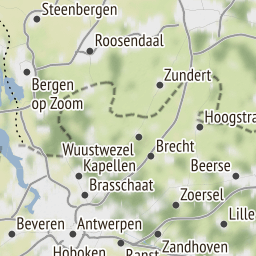 Steenbergen
Roosendaal
Bergen
op Zoom
Zundert
Hoogstra
Wuustwezel
Brecht
Kapellen
Beerse
Brasschaat
Zoersel
Lille
Beveren
Antwerpen
Zandhoven
Hoboken
Ranst